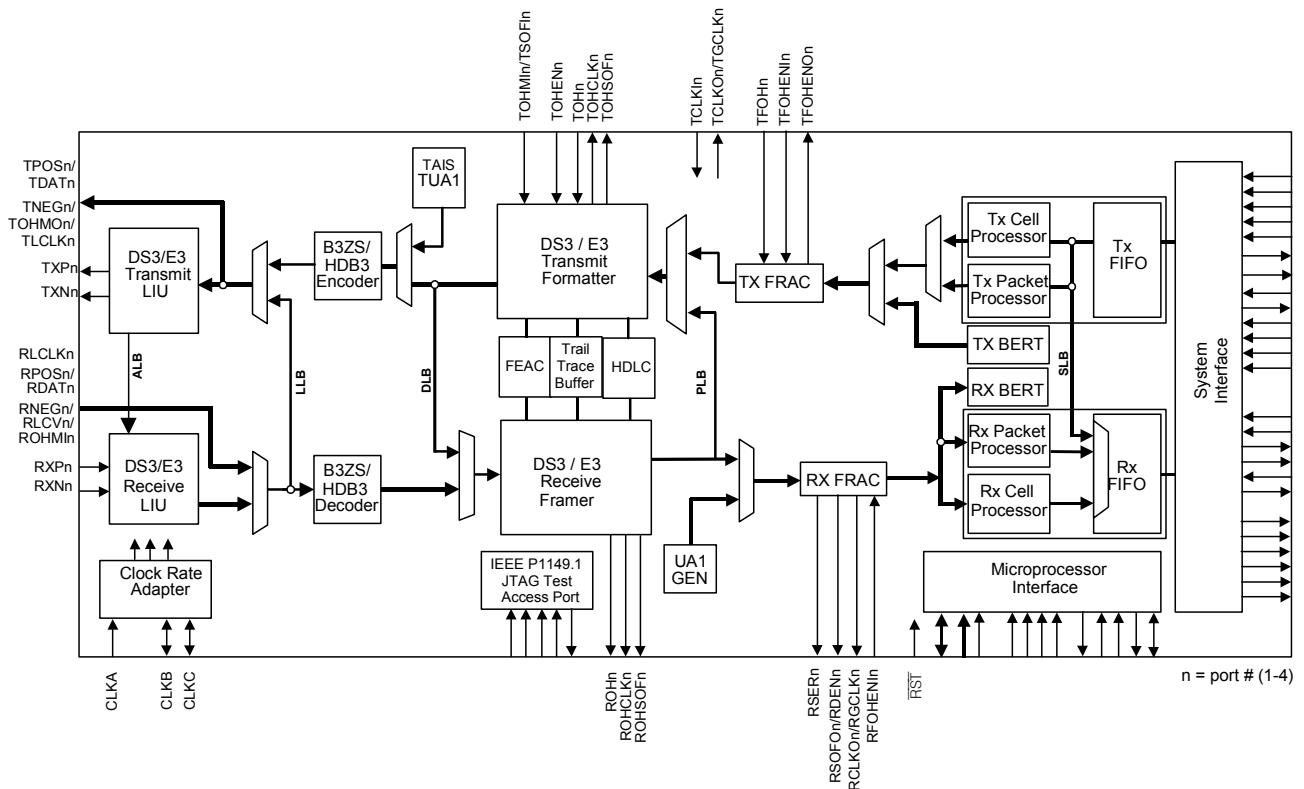 TOHMIn/TSOFIn
TOHENn
TOHn
TOHCLKn
TOHSOFn
TCLKIn
TCLKOn/TGCLKn
TFOHn
TFOHENIn
TFOHENOn
TPOSn/
TDATn
TNEGn/
TOHMOn/
TLCLKn
TXPn
TXNn
RLCLKn
RPOSn/
RDATn
RNEGn/
RLCVn/
ROHMIn
RXPn
RXNn
TAIS
TUA1
DS3/E3
Transmit
LIU
B3ZS/
HDB3
Encoder
DS3 / E3
Transmit
Formatter
TX FRAC
Tx Cell
Processor
Tx Packet
Processor
Tx
FIFO
TX BERT
System
Interface
ALB
LLB
DLB
FEAC
Trail
Trace
Buffer
HDLC
PLB
SLB
RX BERT
DS3/E3
Receive
LIU
B3ZS/
HDB3
Decoder
DS3 / E3
Receive
Framer
RX FRAC
Rx Packet
Processor
Rx Cell
Processor
Rx
FIFO
Clock Rate
Adapter
IEEE P1149.1
JTAG Test
Access Port
UA1
GEN
Microprocessor
Interface
CLKA
CLKB
CLKC
ROHn
ROHCLKn
ROHSOFn
RSERn
RSOFOn/RDENn
RCLKOn/RGCLKn
RFOHENIn
RST
n = port # (1-4)